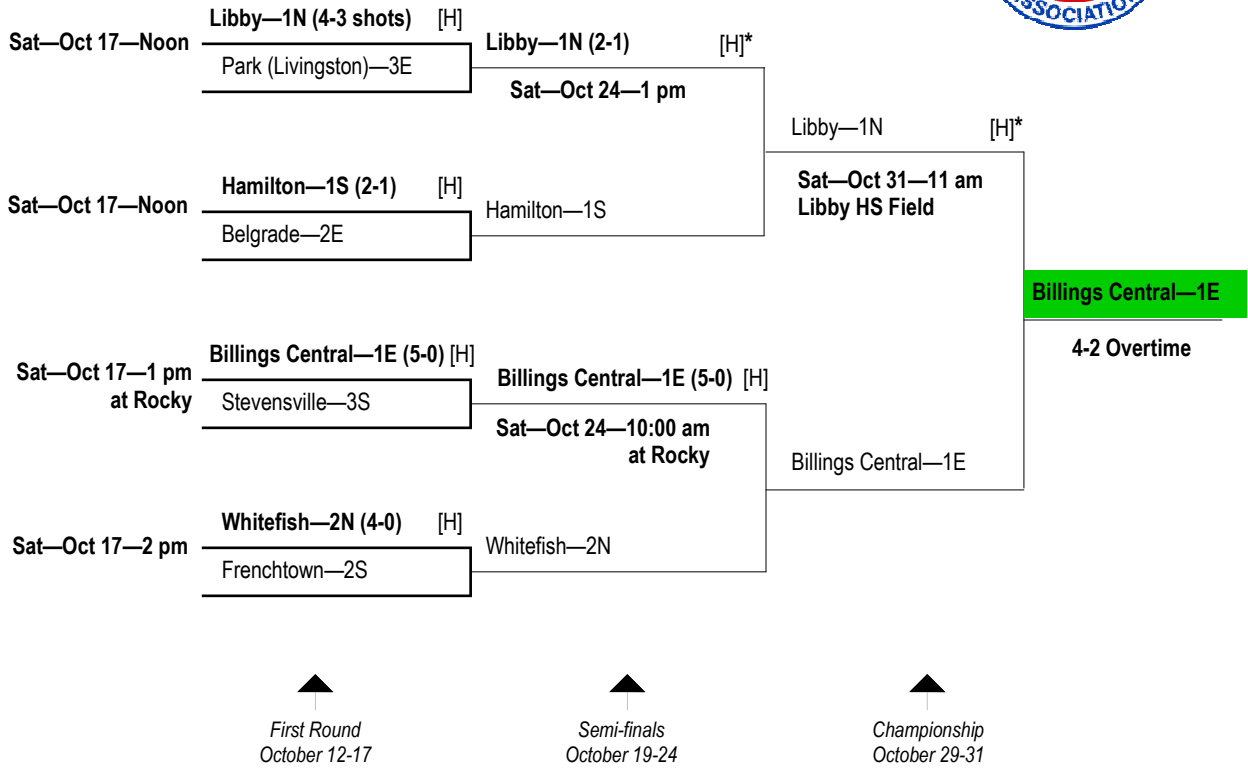 ASSOCIATIO
Libby—1N (4-3 shots) [H]
Sat—Oct 17—Noon
Park (Livingston)—3E
Libby—1N (2-1) [H]*
Sat—Oct 24—1 pm
Libby—1N [H]*
Sat—Oct 31—11 am
Libby HS Field
Hamilton—1S (2-1) [H]
Sat—Oct 17—Noon
Belgrade—2E
Hamilton—1S
Billings Central—1E
4-2 Overtime
Billings Central—1E (5-0) [H]
Sat—Oct 17—1 pm
at Rocky
Stevensville—3S
Billings Central—1E (5-0) [H]
Sat—Oct 24—10:00 am
at Rocky
Billings Central—1E
Whitefish—2N (4-0) [H]
Sat—Oct 17—2 pm
Frenchtown—2S
Whitefish—2N
First Round
October 12-17
Semi-finals
October 19-24
Championship
October 29-31